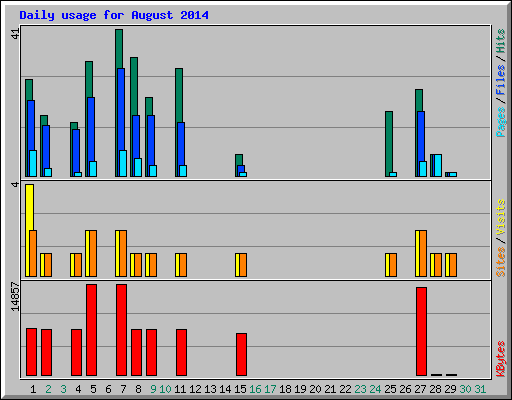 Daily usage for August 2014
41
Pages / Files / Hits
4
Sites / Visits
14857
KBytes
1 2 3 4 5 6 7 8 9 10 11 12 13 14 15 16 17 18 19 20 21 22 23 24 25 26 27 28 29 30 31